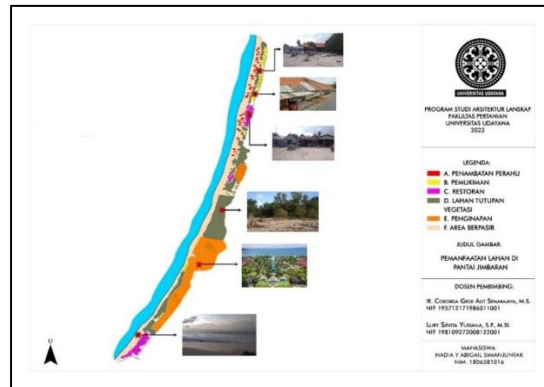 UNIVERSITAS UDAYANA
PROGRAM STUDI ARSITEKTUR LANSKAP
FAKULTAS PERTANIAN
UNIVERSITAS UDAYANA
2022
LEGENDA:
A. PENAMBATAN PERAHU
B. PEMUKIMAN
C. RESTORAN
D. LAHAN TUTUPAN
VEGETASI
E. PENGINAPAN
F. AREA BERPASIR
JUDUL GAMBAR:
PEMANFAATAN LAHAN DI
PANTAI JIMBARAN
DOSEN PEMBIMBING:
IR. COKORDA GEDE ALIT SEMARAJAYA, M.S.
NIP. 195712171986011001
LURY SEVITA YUSIANA, S.P., M.SI.
NIP. 198109272008122001
MAHASISWA:
NADIA Y ABIGAIL SIMANJUNTAK
NIM. 1806581016
U